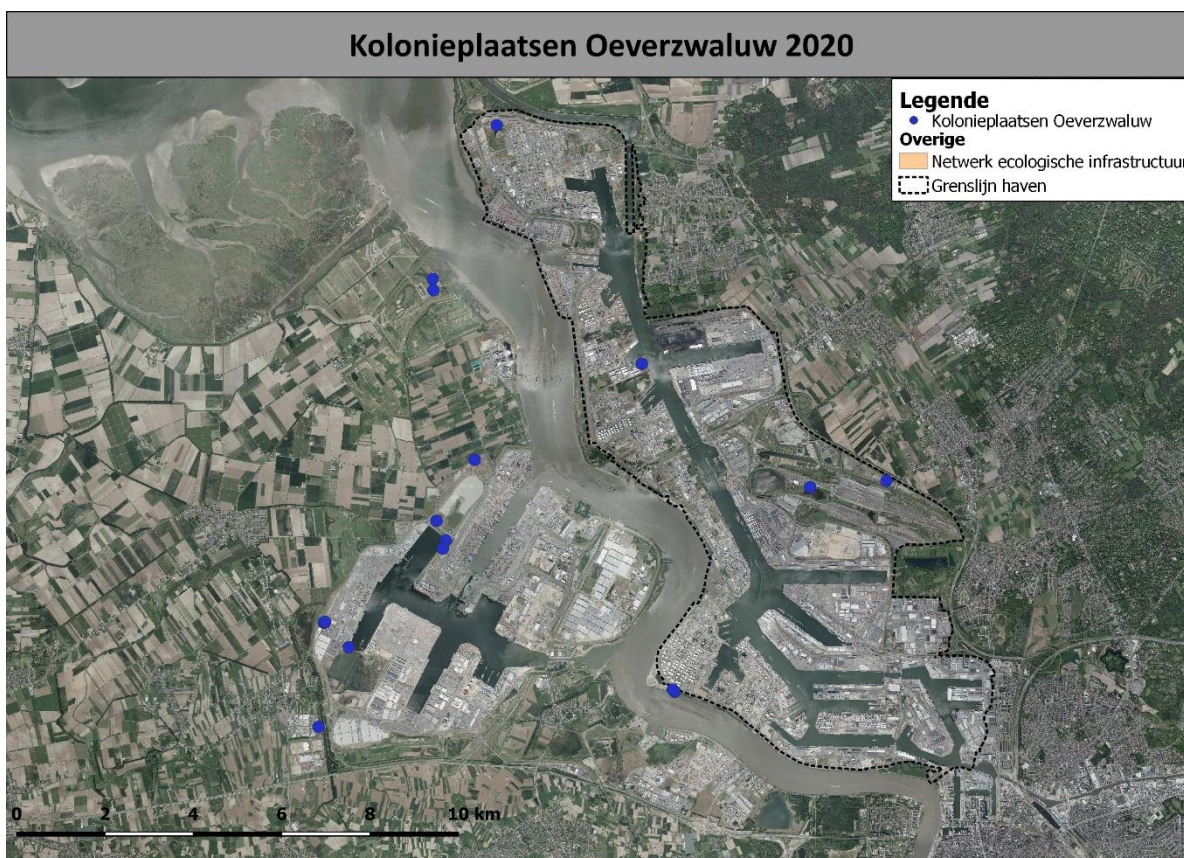 Kolonieplaatsen Oeverzwaluw 2020
Legende
Kolonieplaatsen Oeverzwaluw
Overige
Netwerk ecologische infrastructuur
Grenslijn haven
0 2 4 6 8 10 km